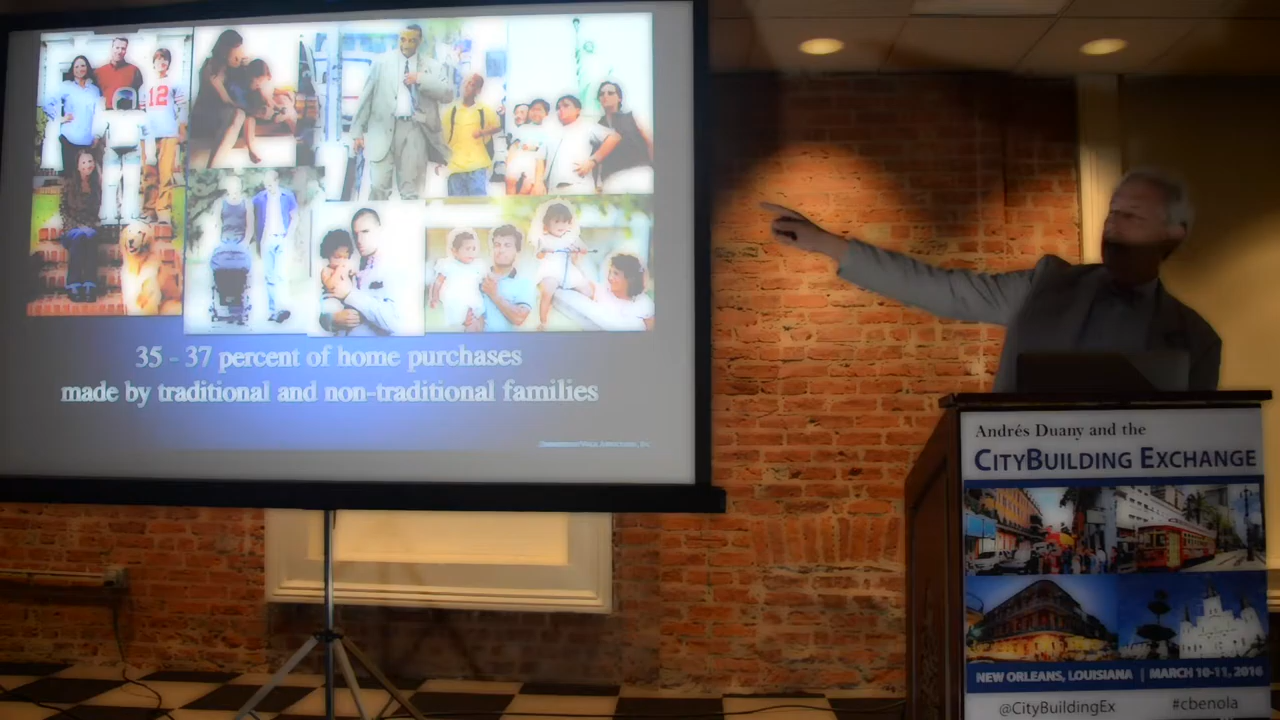 12
35 - 37 percent of home purchases
made by traditional and non-traditional families
Andrés Duany and the
CITYBUILDING EXCHANGE
NEW ORLEANS, LOUISIANA | MARCH 10-11, 2016
@CityBuildingEx #cbenola